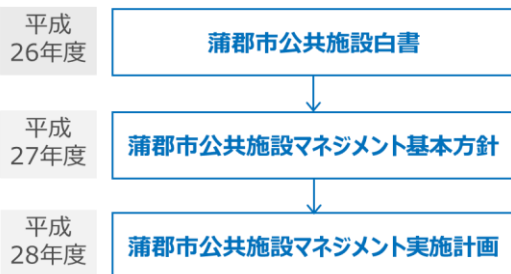 平成
26年度
蒲郡市公共施設白書
平成
27年度
蒲郡市公共施設マネジメント基本方針
平成
28年度
蒲郡市公共施設マネジメント実施計画